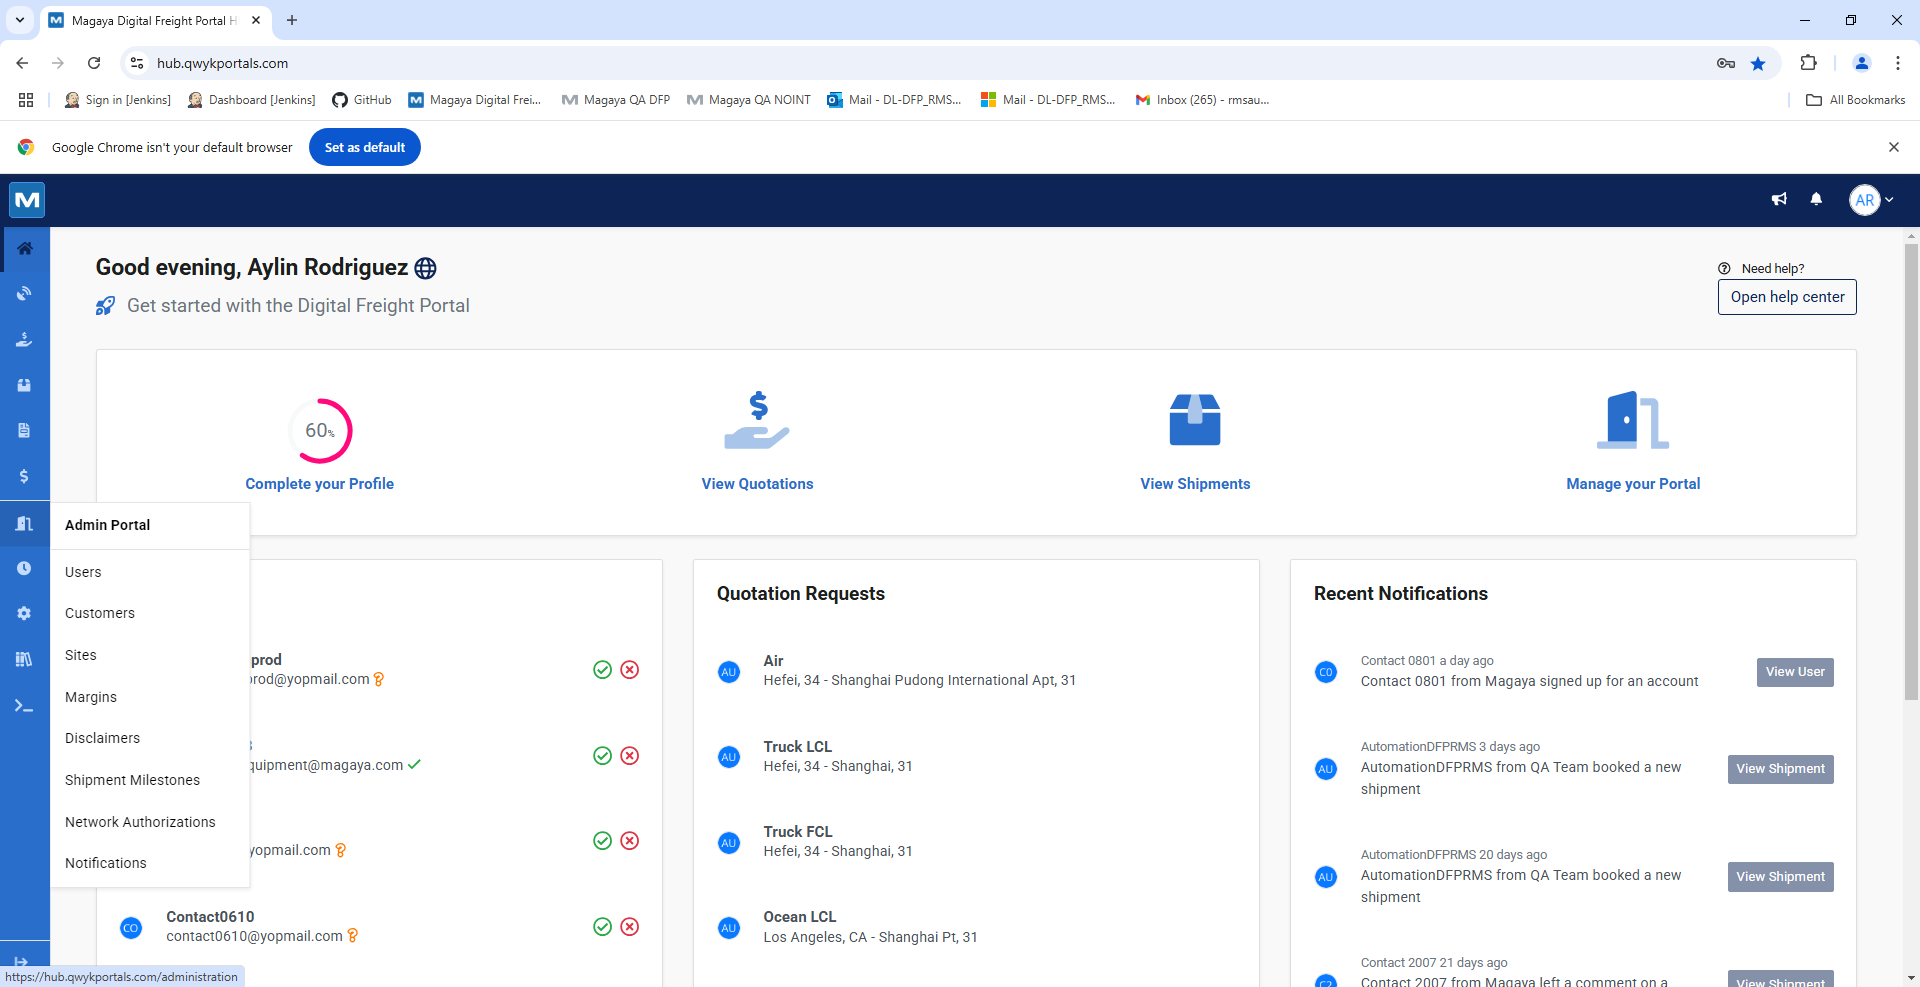 Magaya Digital Freight Portal H
hub.qwykportals.com
Sign in [Jenkins]
Dashboard [Jenkins]
GitHub
Magaya Digital Frei...
Magaya QA DFP
Magaya QA NOINT
Mail - DL-DFP_RMS...
Mail - DL-DFP_RMS...
Inbox (265) - rmsau...
All Bookmarks
Google Chrome isn't your default browser
Set as default
AR
Good evening, Aylin Rodriguez
Get started with the Digital Freight Portal
Need help?
Open help center
60%
Complete your Profile
View Quotations
View Shipments
Manage your Portal
Admin Portal
Users
Customers
Sites
Margins
Disclaimers
Shipment Milestones
Network Authorizations
Notifications
prod
prod@yopmail.com
quipment@magaya.com
yopmail.com
CO
Contact0610
contact0610@yopmail.com
Quotation Requests
AU
Air
Hefei, 34 - Shanghai Pudong International Apt, 31
AU
Truck LCL
Hefei, 34 - Shanghai, 31
AU
Truck FCL
Hefei, 34 - Shanghai, 31
AU
Ocean LCL
Los Angeles, CA - Shanghai Pt, 31
Recent Notifications
C0
Contact 0801 a day ago
Contact 0801 from Magaya signed up for an account
View User
AU
AutomationDFPRMS 3 days ago
AutomationDFPRMS from QA Team booked a new
shipment
View Shipment
AU
AutomationDFPRMS 20 days ago
AutomationDFPRMS from QA Team booked a new
shipment
View Shipment
C2
Contact 2007 21 days ago
Contact 2007 from Magaya left a comment on a
View Shipment
https://hub.qwykportals.com/administration